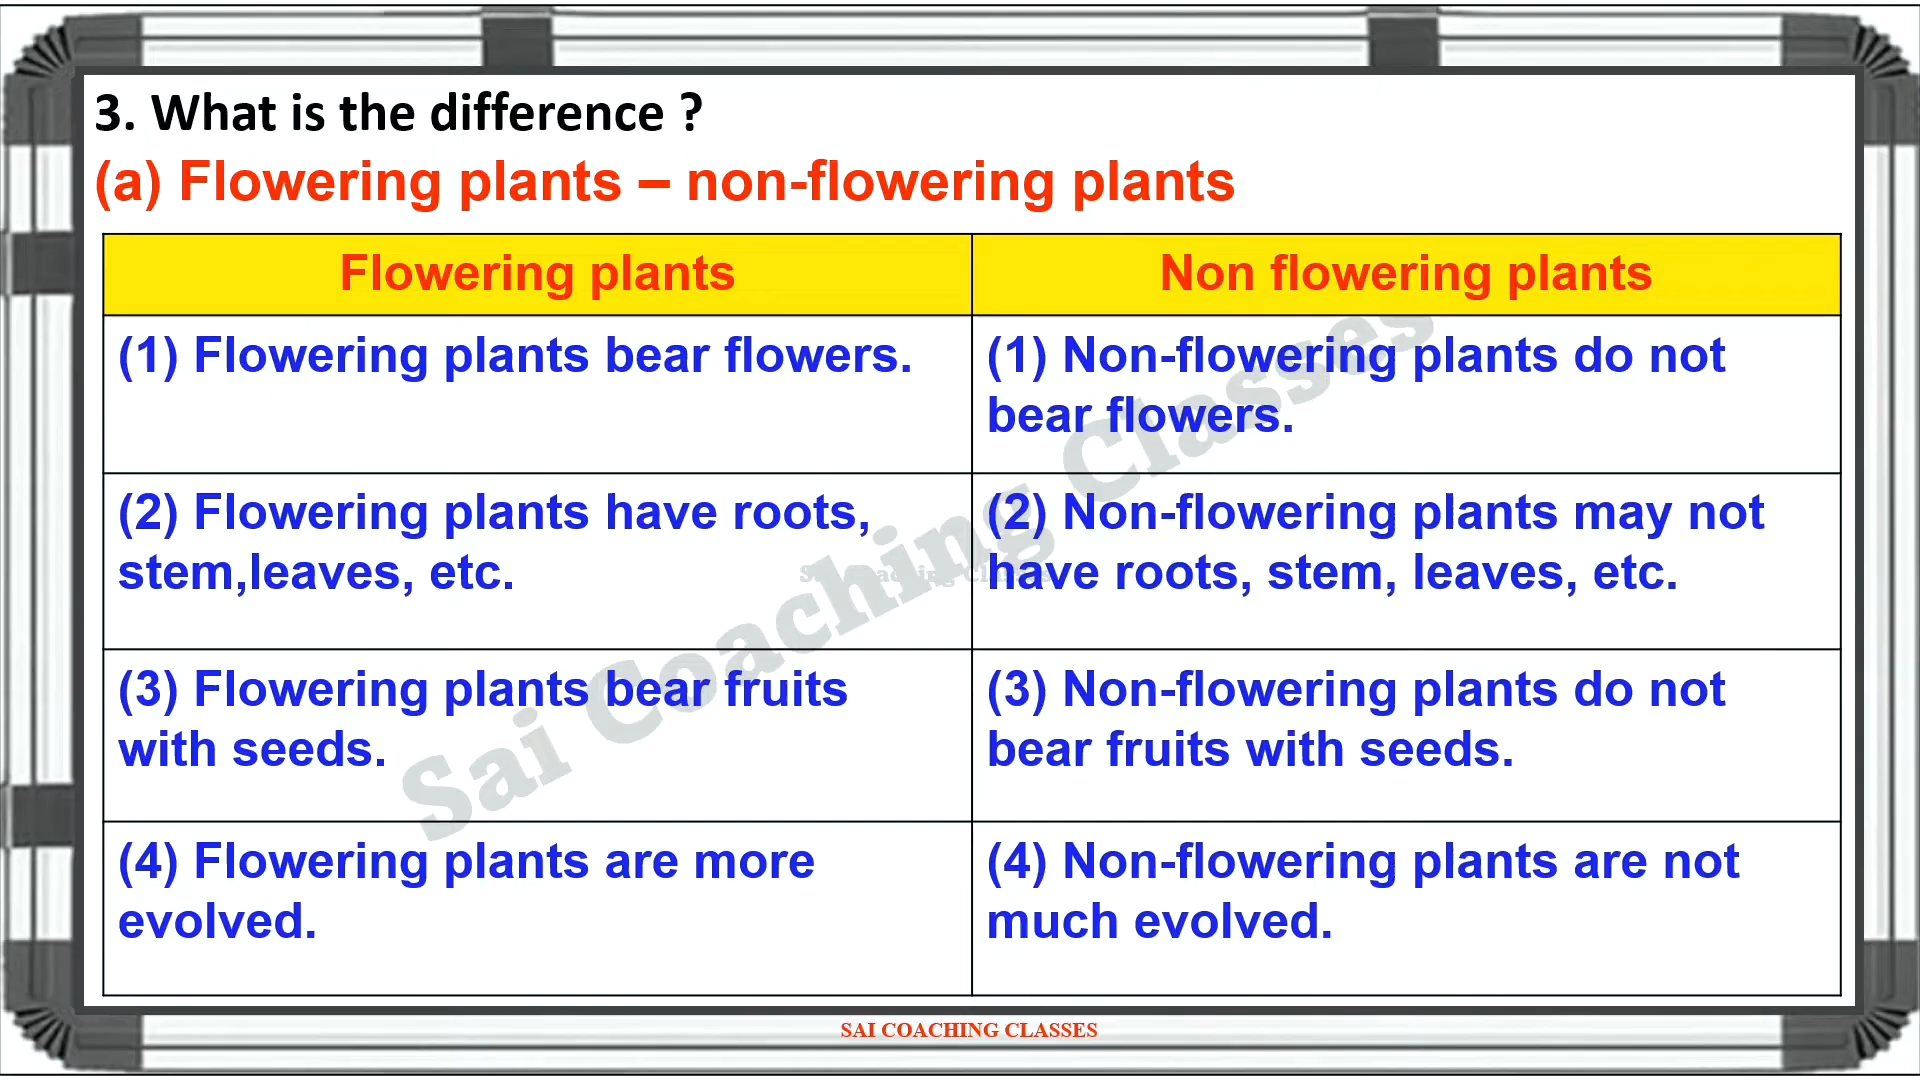 3. What is the difference ?
(a) Flowering plants – non-flowering plants
Flowering plants
Non flowering plants
(1) Flowering plants bear flowers.
(1) Non-flowering plants do not
bear flowers.
(2) Flowering plants have roots,
stem,leaves, etc.
(2) Non-flowering plants may not
have roots, stem, leaves, etc.
(3) Flowering plants bear fruits
with seeds.
(3) Non-flowering plants do not
bear fruits with seeds.
(4) Flowering plants are more
evolved.
(4) Non-flowering plants are not
much evolved.
Sai Coaching Classes
Sai Coaching Classes
SAI COACHING CLASSES